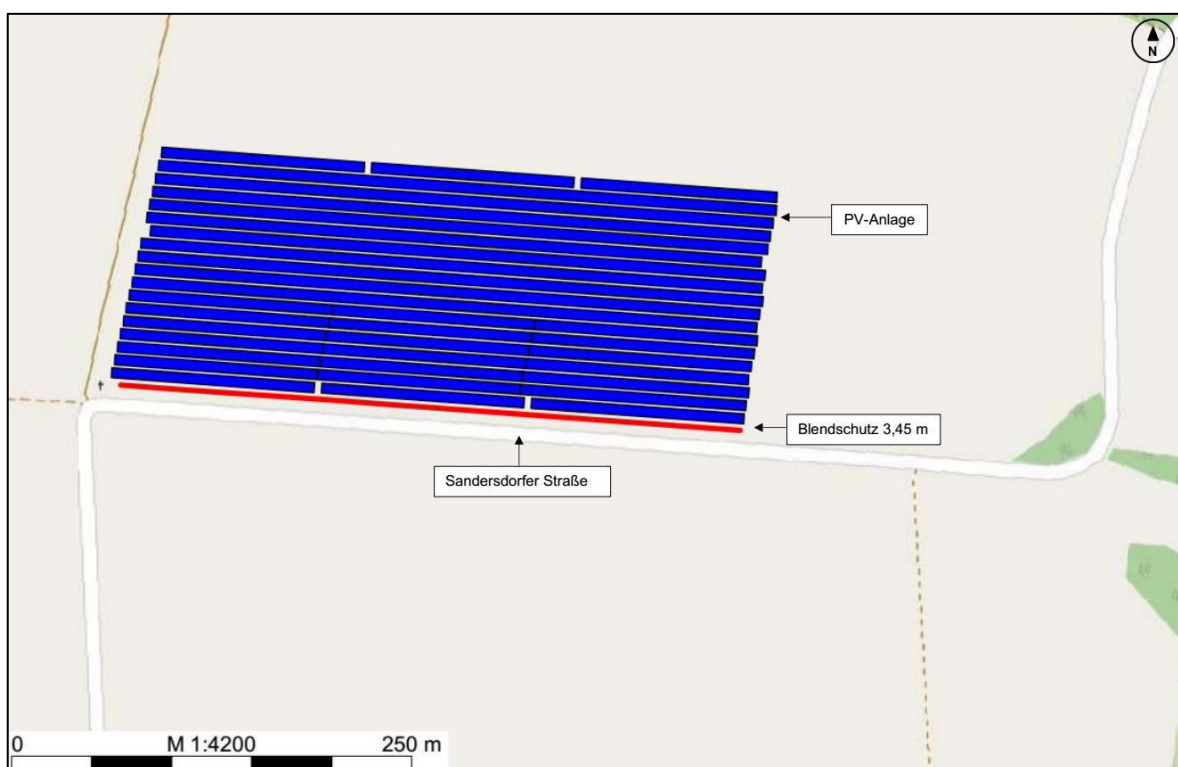 N
PV-Anlage
Blendschutz 3,45 m
Sandersdorfer Straße
0 M 1:4200 250 m